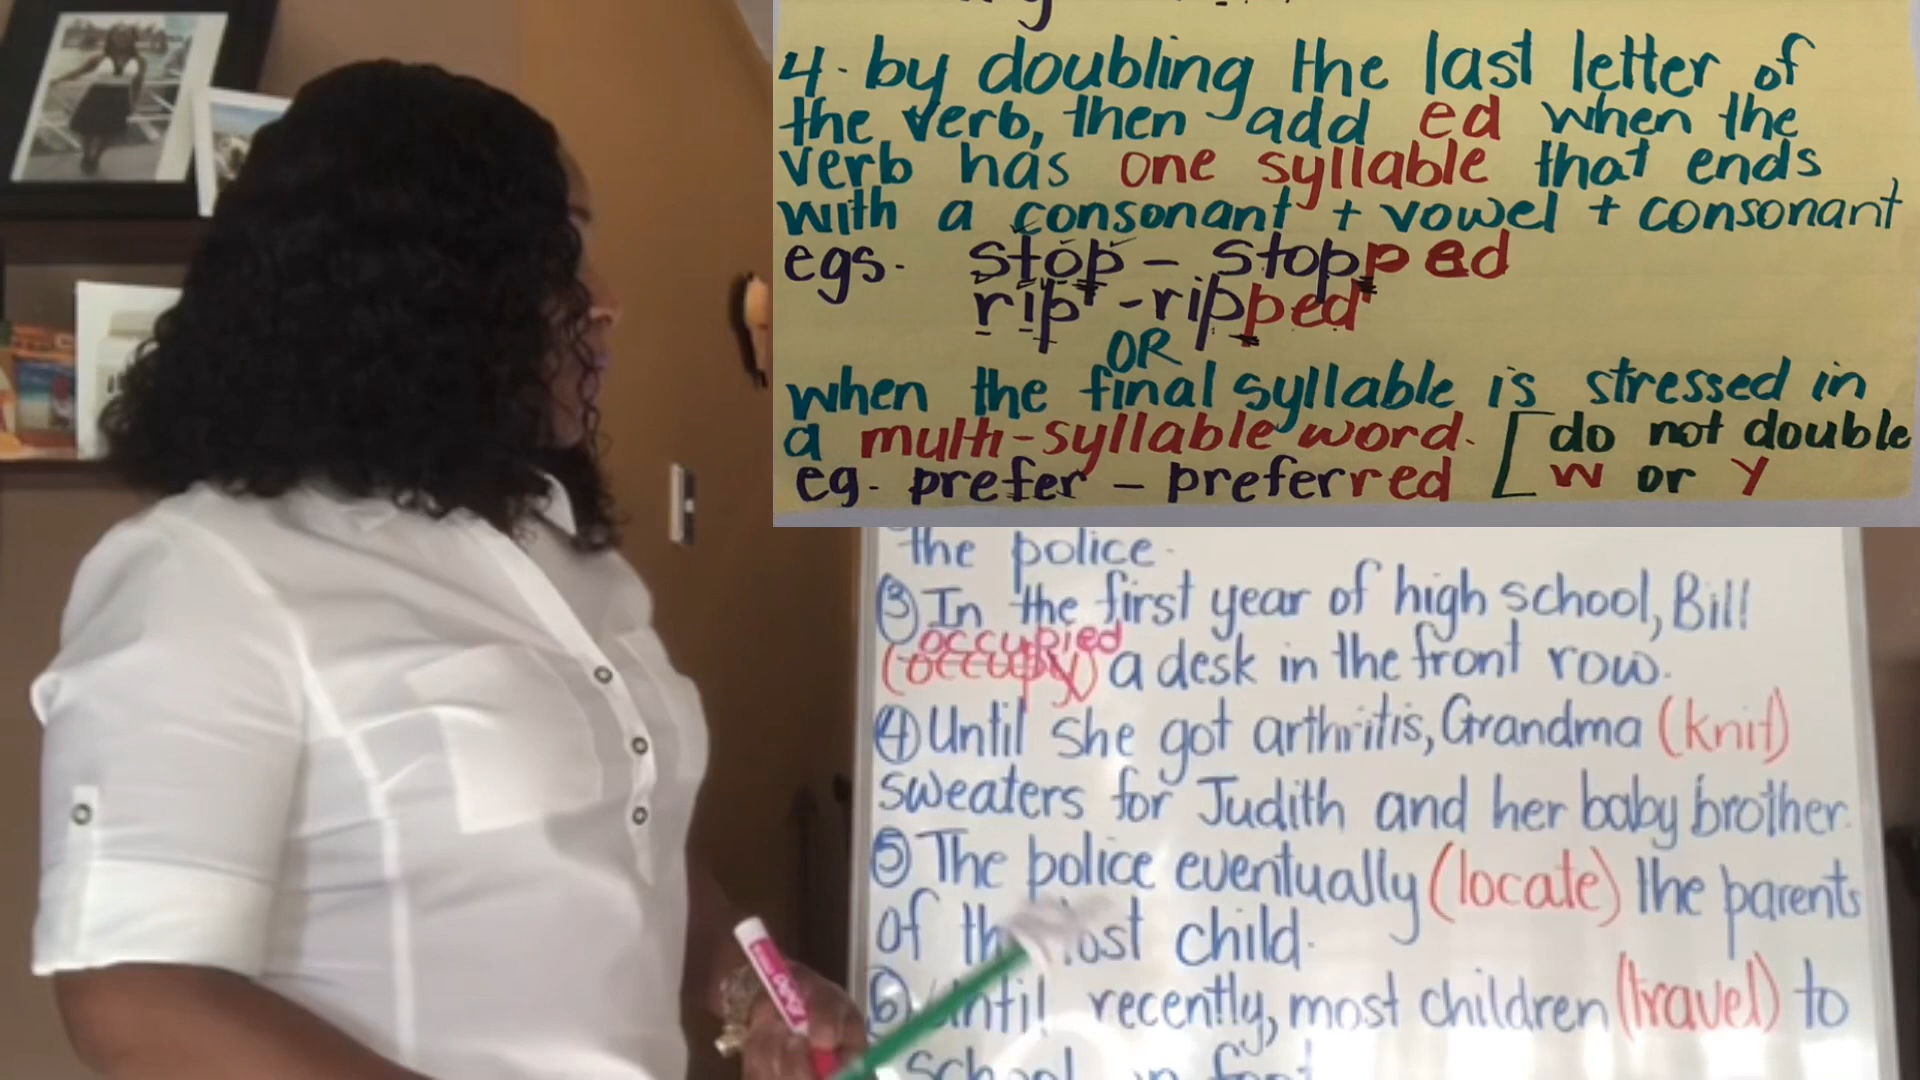 4. by doubling the last letter of
the verb, then add ed when the
verb has one syllable that ends
with a consonant + vowel + consonant
egs. stop - stopped
rip - ripped
OR
when the final syllable is stressed in
a multi-syllable word. [do not double
eg. prefer - preferred w or y
the police.
③ In the first year of high school, Bill
occupied
(occupy) a desk in the front row.
④ Until she got arthritis, Grandma (knit)
sweaters for Judith and her baby brother.
⑤ The police eventually (locate) the parents
of the lost child.
⑥ Until recently, most children (travel) to
school on foot